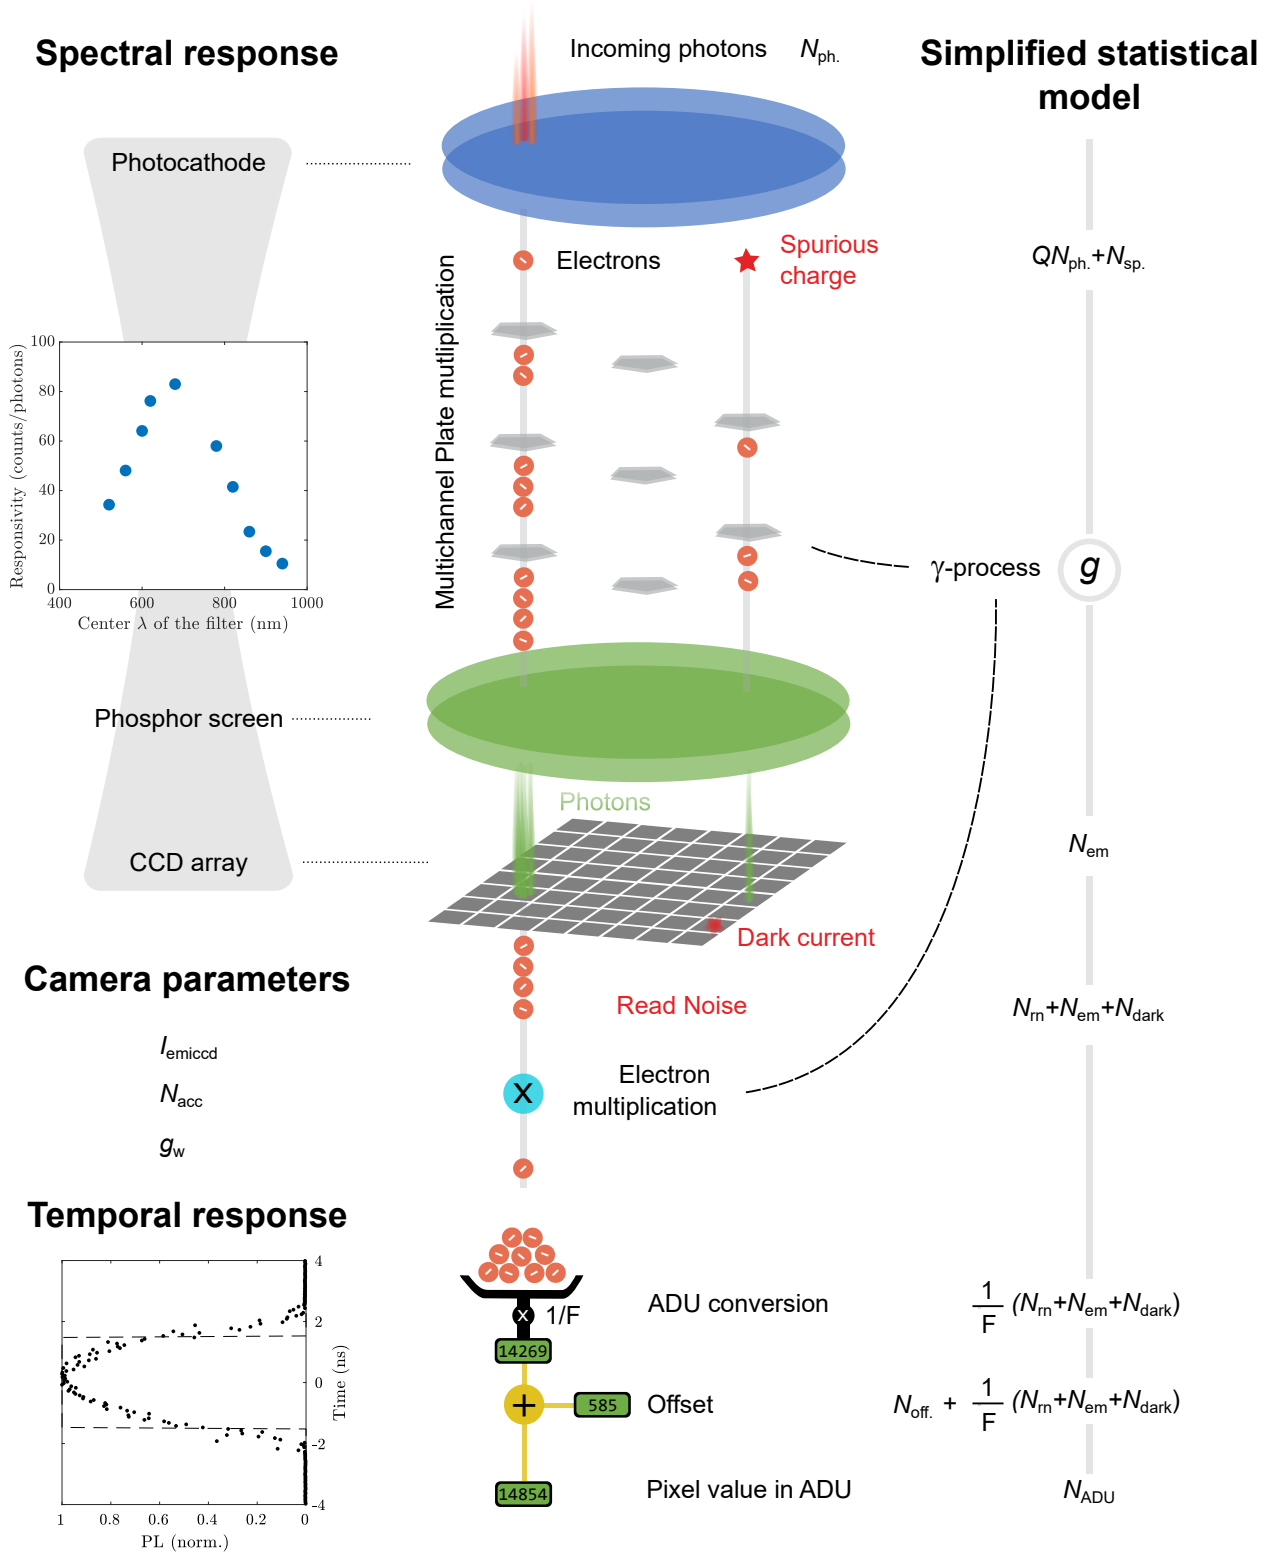 Spectral response
Incoming photons N_ph.
Simplified statistical
model
Photocathode
Electrons
Spurious
charge
QN_ph.+N_sp.
Multichannel Plate mutliplication
Responsivity (counts/photons)
100
80
60
40
20
0
400 600 800 1000
Center λ of the filter (nm)
γ-process
g
Phosphor screen
Photons
CCD array
N_em
Dark current
Camera parameters
Read Noise
N_rn+N_em+N_dark
I_emiccd
N_acc
g_w
X
Electron
multiplication
Temporal response
4
2
0
-2
-4
Time (ns)
1 0.8 0.6 0.4 0.2 0
PL (norm.)
x 1/F
ADU conversion
1/F (N_rn+N_em+N_dark)
14269
+
585
Offset
N_off. + 1/F (N_rn+N_em+N_dark)
14854
Pixel value in ADU
N_ADU